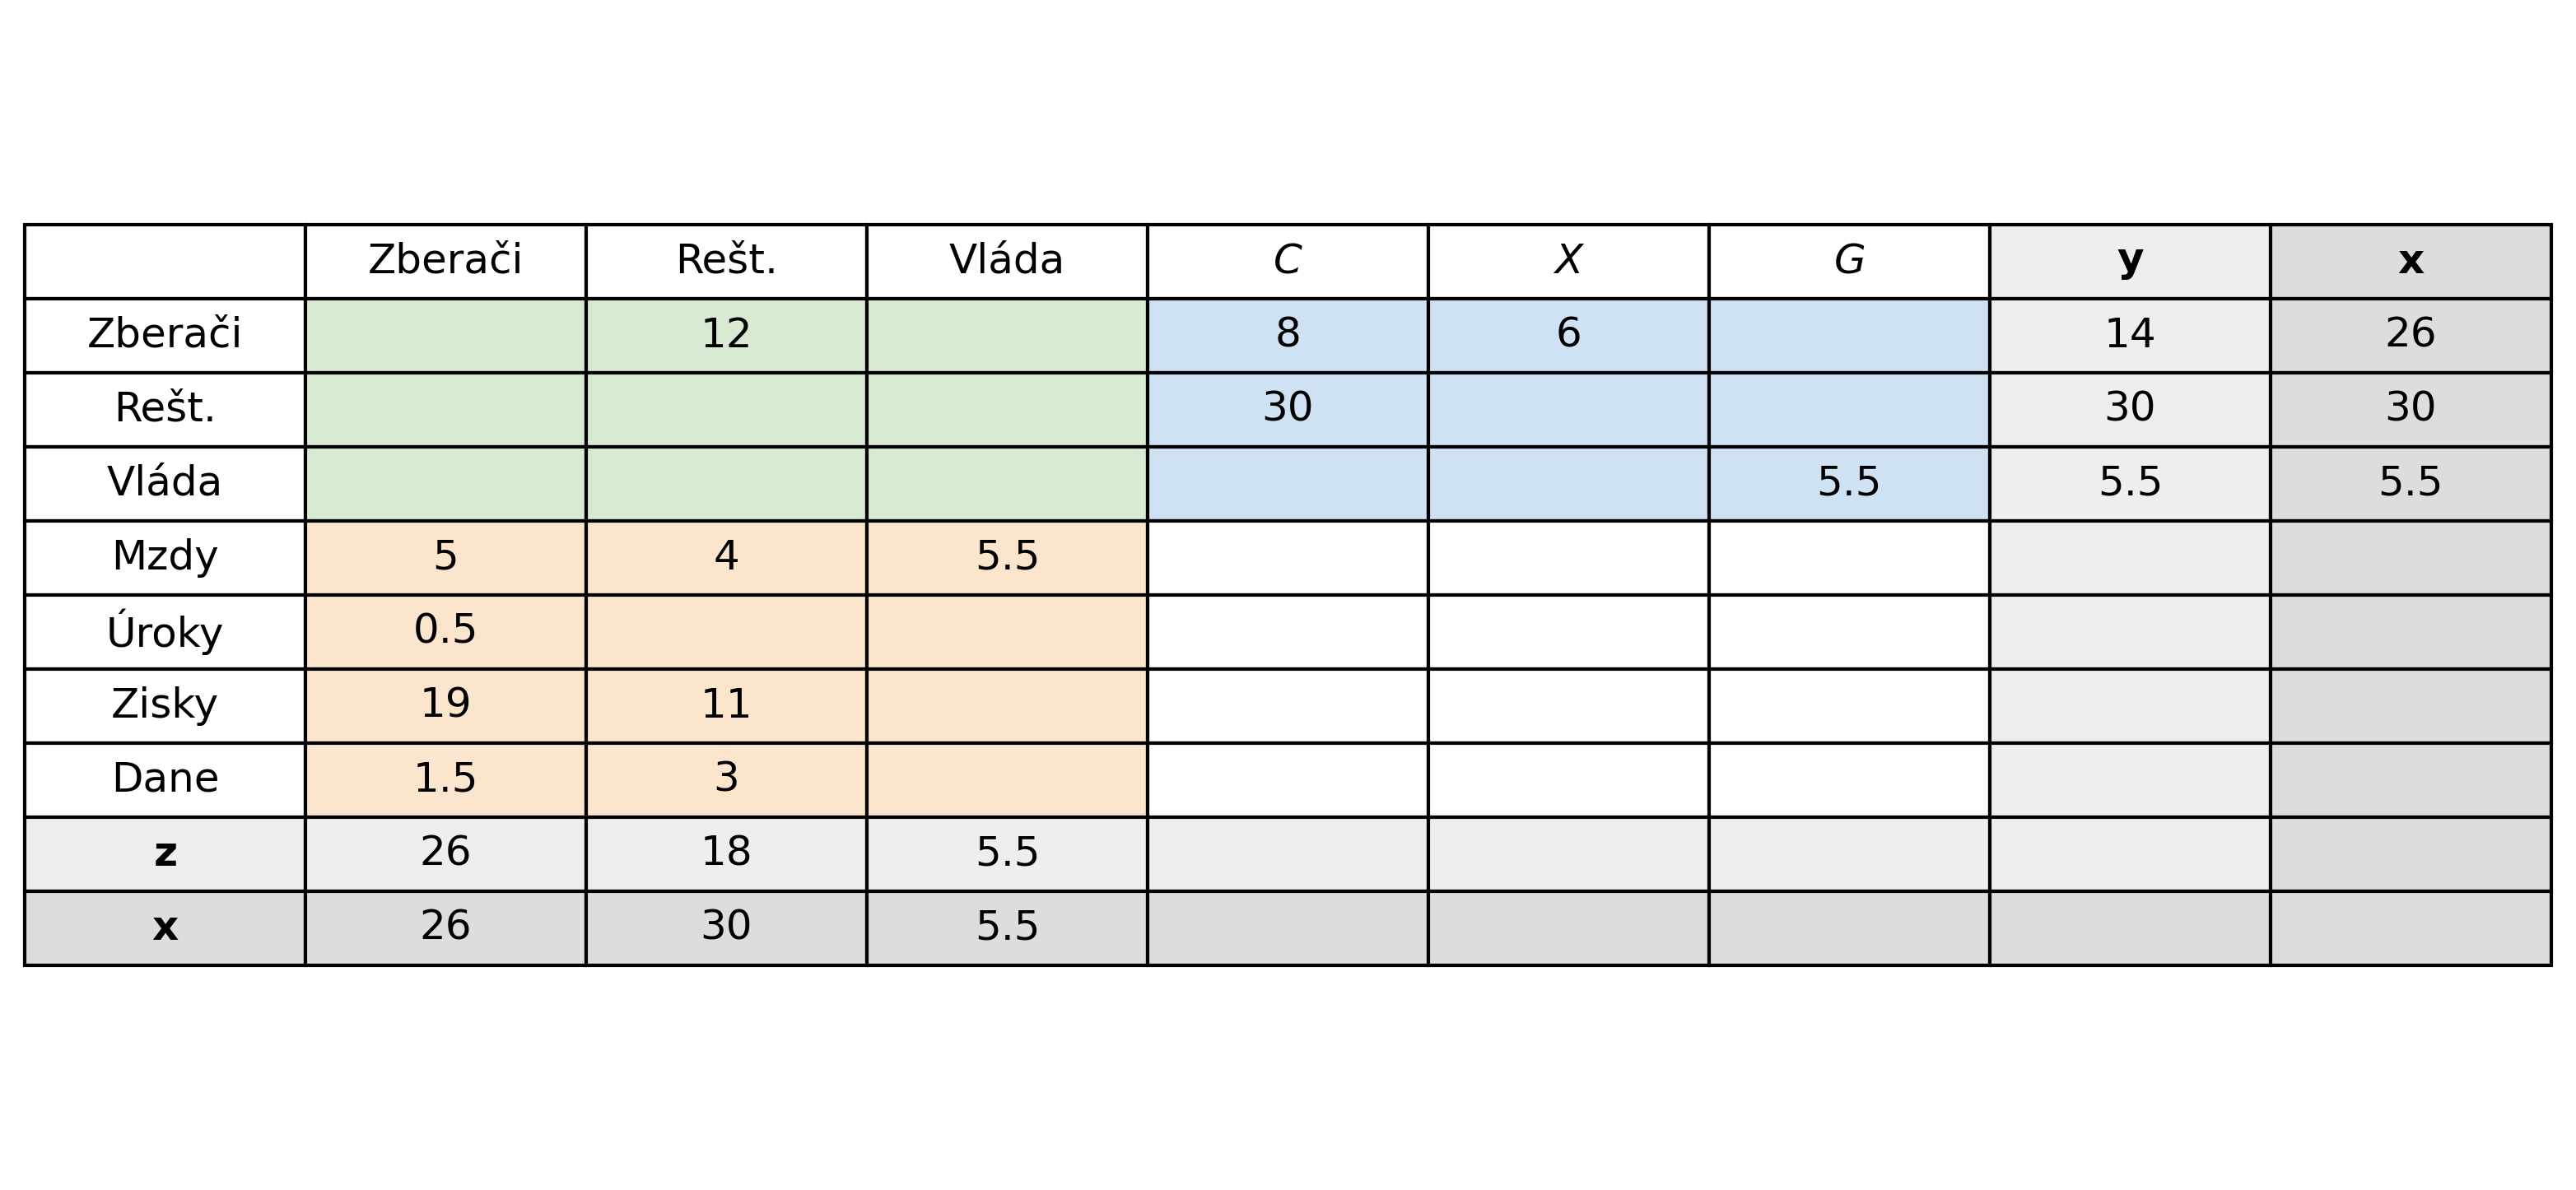 Zberači Rešt. Vláda C X G y x
Zberači 12 8 6 14 26
Rešt. 30 30 30
Vláda 5.5 5.5 5.5
Mzdy 5 4 5.5
Úroky 0.5
Zisky 19 11
Dane 1.5 3
z 26 18 5.5
x 26 30 5.5